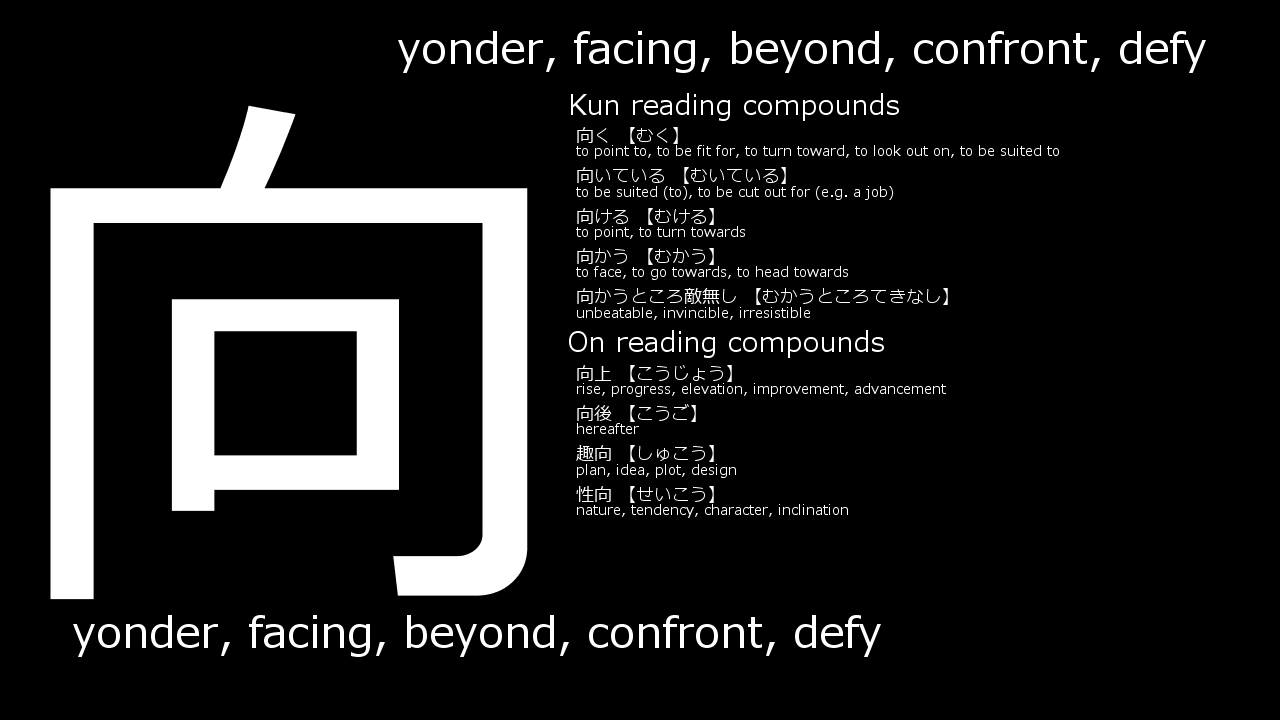 yonder, facing, beyond, confront, defy
向
Kun reading compounds
向く 【むく】
to point to, to be fit for, to turn toward, to look out on, to be suited to
向いている 【むいている】
to be suited (to), to be cut out for (e.g. a job)
向ける 【むける】
to point, to turn towards
向かう 【むかう】
to face, to go towards, to head towards
向かうところ敵無し 【むかうところてきなし】
unbeatable, invincible, irresistible
On reading compounds
向上 【こうじょう】
rise, progress, elevation, improvement, advancement
向後 【こうご】
hereafter
趣向 【しゅこう】
plan, idea, plot, design
性向 【せいこう】
nature, tendency, character, inclination
yonder, facing, beyond, confront, defy